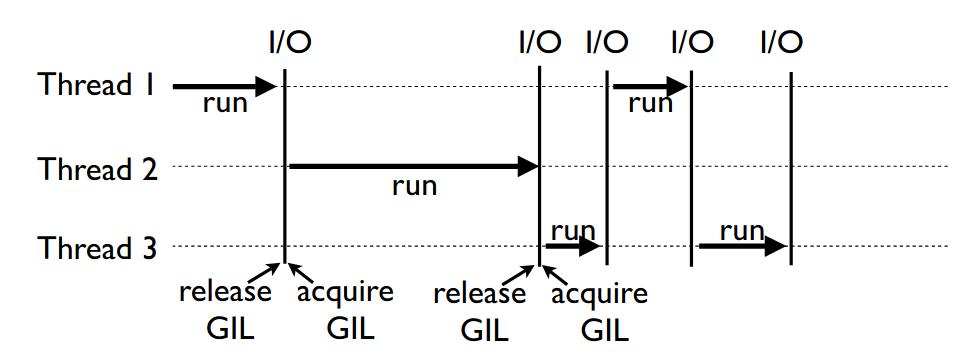 I/O I/O I/O I/O I/O
Thread 1
run run
Thread 2
run
run run
Thread 3
release acquire release acquire
GIL GIL GIL GIL